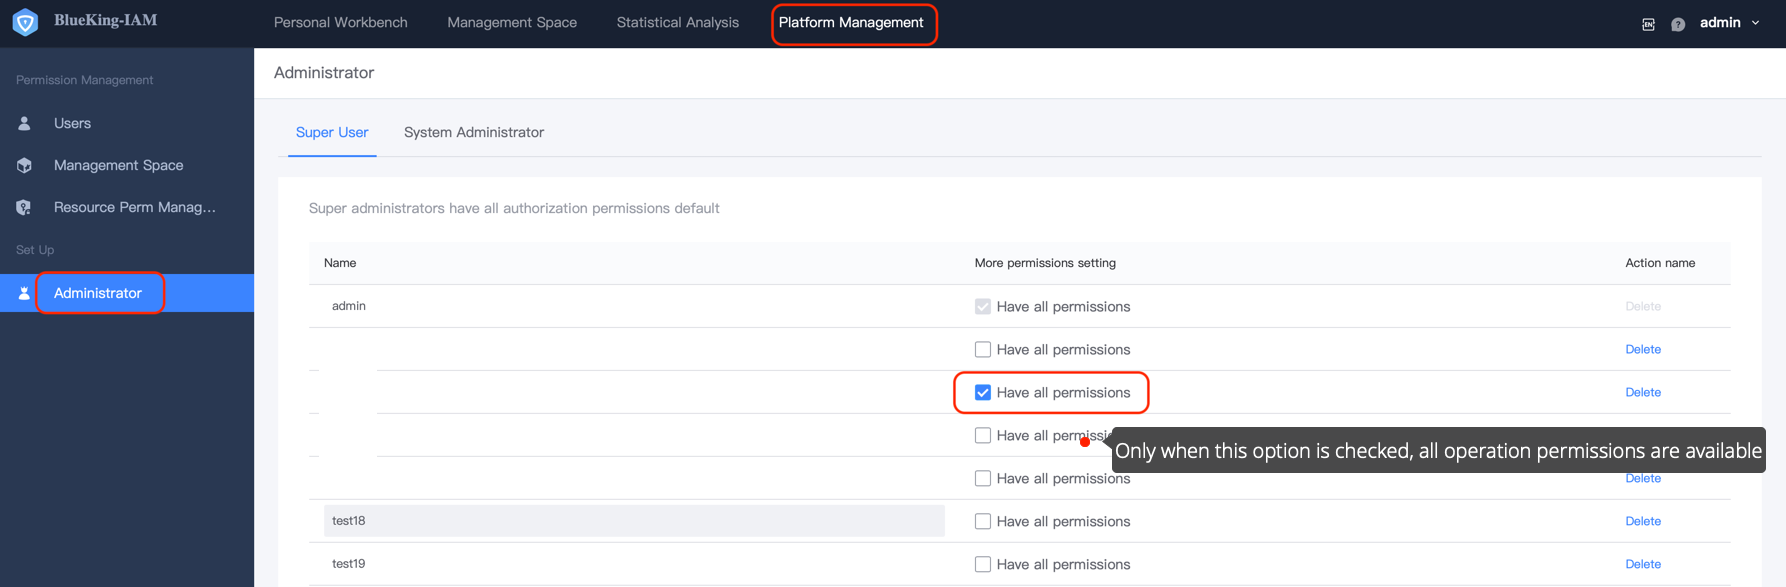 BlueKing-IAM
Personal Workbench
Management Space
Statistical Analysis
Platform Management
EN
?
admin
Permission Management
Users
Management Space
Resource Perm Manag...
Set Up
Administrator
Administrator
Super User
System Administrator
Super administrators have all authorization permissions default
Name
More permissions setting
Action name
admin
Have all permissions
Delete
Have all permissions
Delete
Have all permissions
Delete
Have all
Only when this option is checked, all operation permissions are available
Have all permissions
Delete
test18
Have all permissions
Delete
test19
Have all permissions
Delete